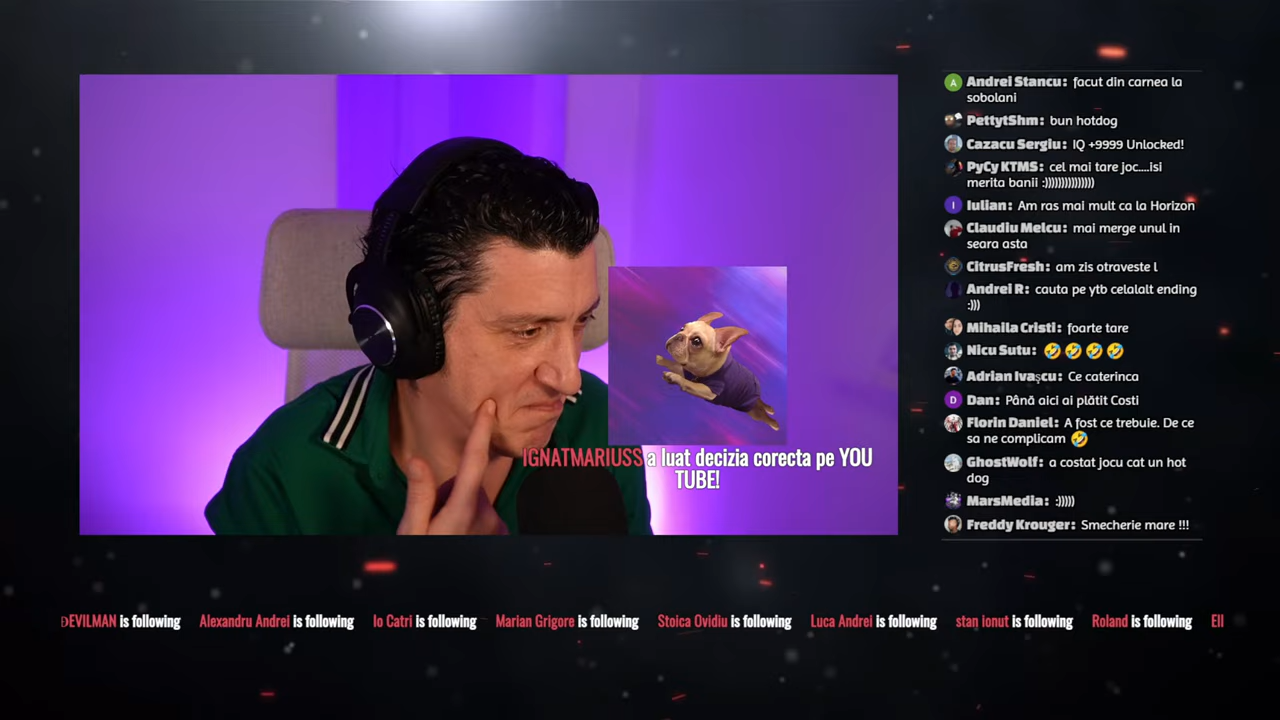 A Andrei Stancu: facut din carnea la
sobolani
PettytShm: bun hotdog
Cazacu Sergiu: IQ +9999 Unlocked!
PyCy KTMS: cel mai tare joc....isi
merita banii :)))))))))))))))
I Iulian: Am ras mai mult ca la Horizon
Claudiu Melcu: mai merge unul in
seara asta
CitrusFresh: am zis otraveste l
Andrei R: cauta pe ytb celalalt ending
:)))
Mihaila Cristi: foarte tare
Nicu Sutu: 🤣🤣🤣🤣
Adrian Ivașcu: Ce caterinca
D Dan: Până aici ai plătit Costi
Florin Daniel: A fost ce trebuie. De ce
sa ne complicam 🤣
GhostWolf: a costat jocu cat un hot
dog
MarsMedia: :)))))
Freddy Krouger: Smecherie mare !!!
IGNATMARIUSS a luat decizia corecta pe YOU
TUBE!
DEVILMAN is following Alexandru Andrei is following Io Catri is following Marian Grigore is following Stoica Ovidiu is following Luca Andrei is following stan ionut is following Roland is following Ell